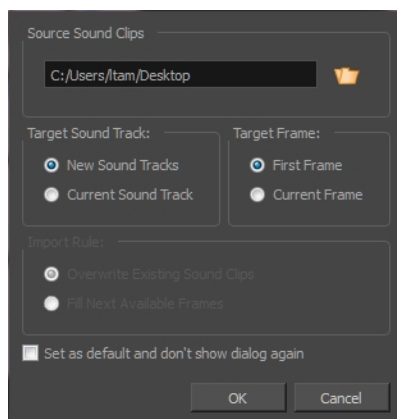 Source Sound Clips
C:/Users/ltam/Desktop
Target Sound Track:
New Sound Tracks
Current Sound Track
Target Frame:
First Frame
Current Frame
Import Rule:
Overwrite Existing Sound Clips
Fill Next Available Frames
Set as default and don't show dialog again
OK
Cancel